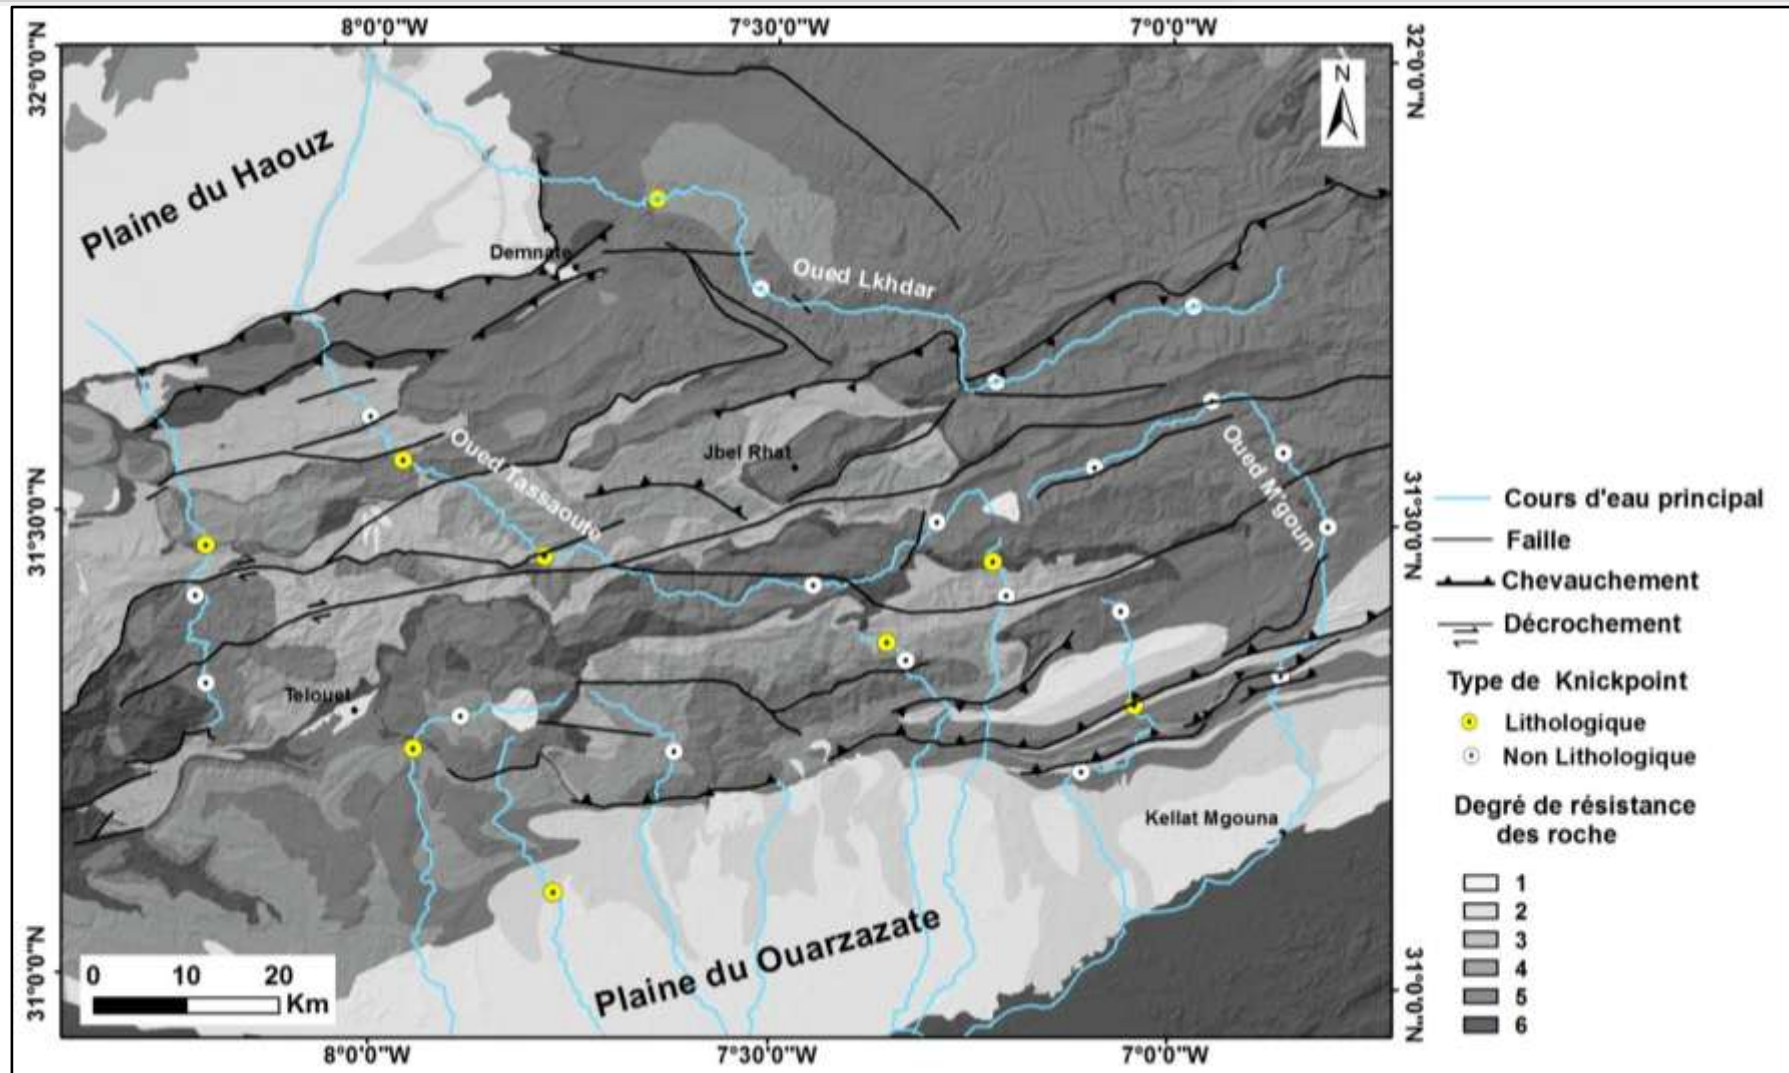 8°0'0"W
7°30'0"W
7°0'0"W
32°0'0"N
32°0'0"N
N
Plaine du Haouz
Demnate
Oued Lkhdar
Oued Tassaoute
Jbel Rhat
Oued M'goun
31°30'0"N
31°30'0"N
Telouet
Kellat Mgouna
Plaine du Ouarzazate
31°0'0"N
31°0'0"N
0 10 20
Km
8°0'0"W
7°30'0"W
7°0'0"W
Cours d'eau principal
Faille
Chevauchement
Décrochement
Type de Knickpoint
Lithologique
Non Lithologique
Degré de résistance
des roche
1
2
3
4
5
6